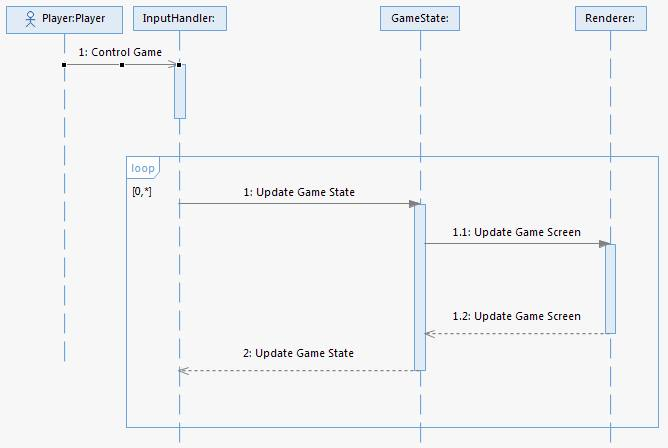 Player:Player
InputHandler:
GameState:
Renderer:
1: Control Game
loop
[0,*]
1: Update Game State
1.1: Update Game Screen
1.2: Update Game Screen
2: Update Game State